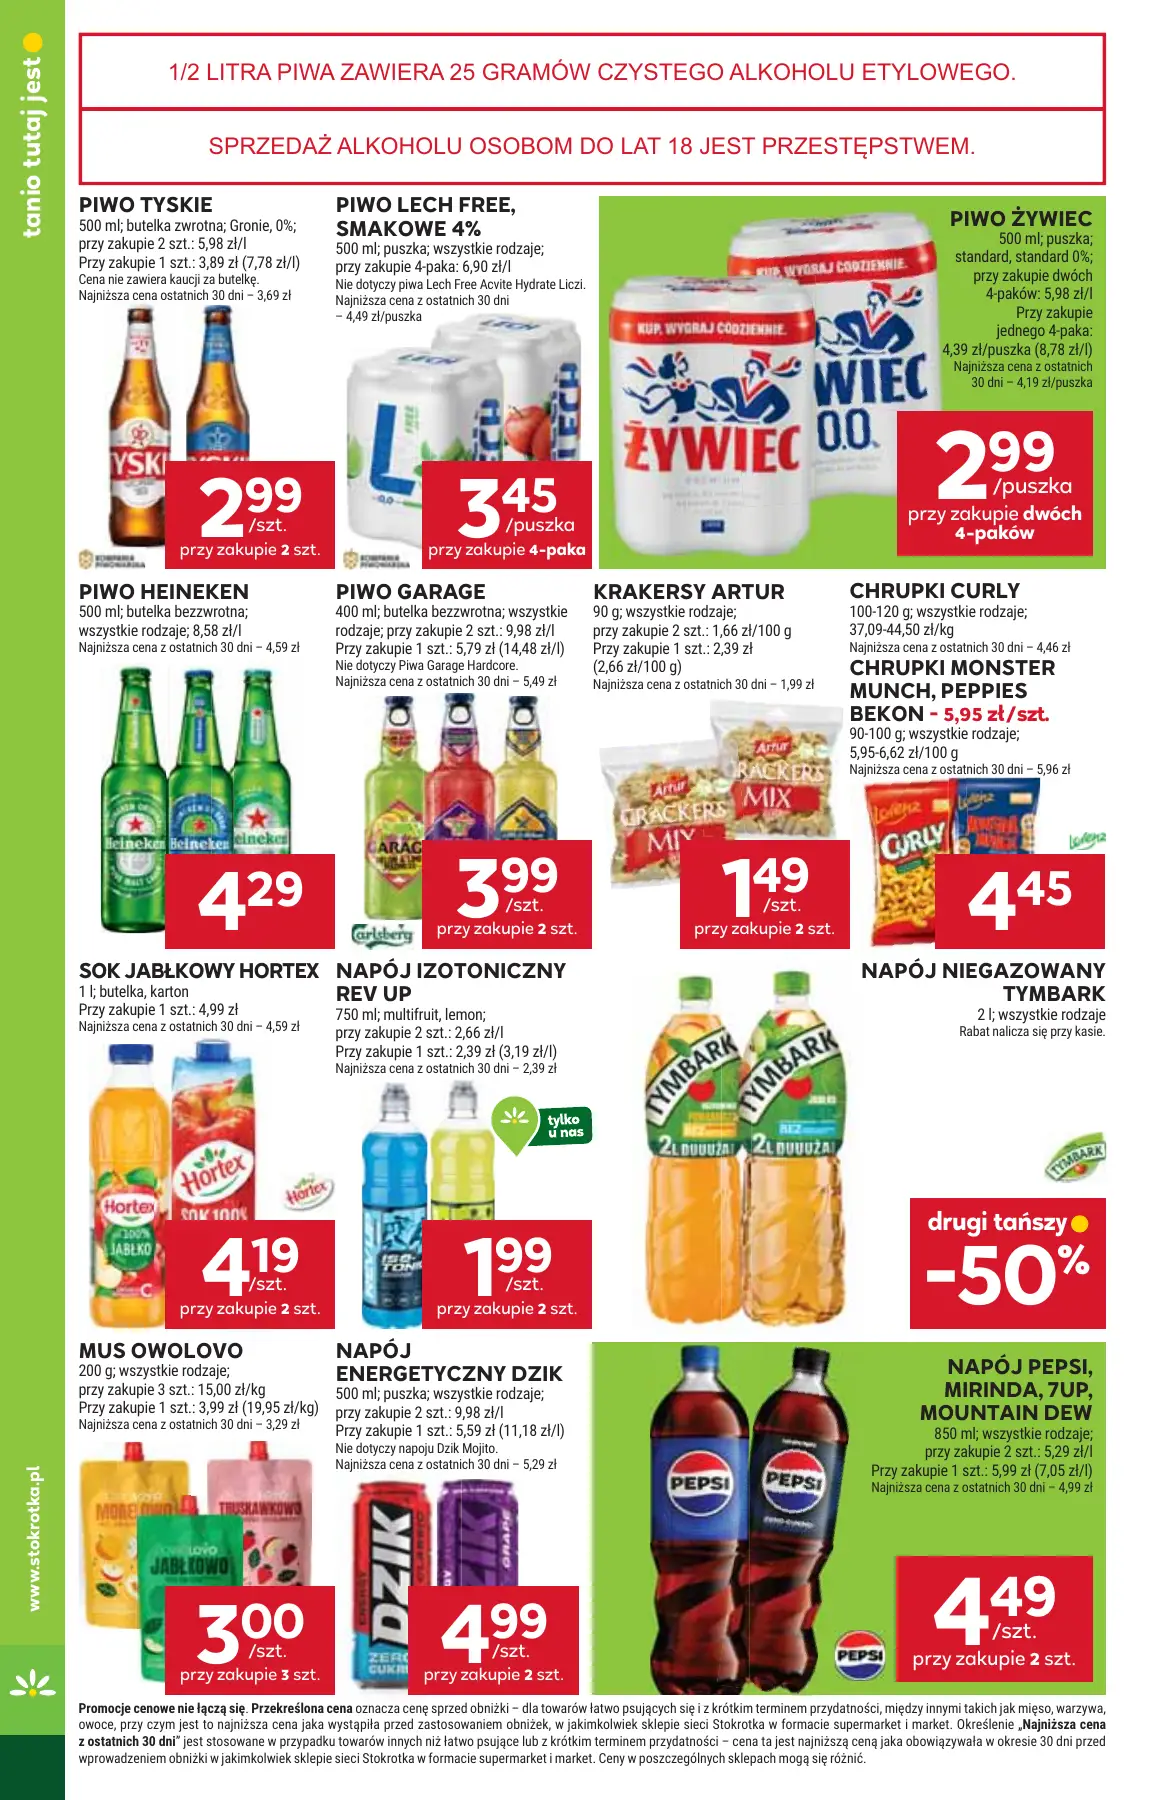 tanio tutaj jest
1/2 LITRA PIWA ZAWIERA 25 GRAMÓW CZYSTEGO ALKOHOLU ETYLOWEGO.
SPRZEDAŻ ALKOHOLU OSOBOM DO LAT 18 JEST PRZESTĘPSTWEM.
PIWO TYSKIE
500 ml; butelka zwrotna; Gronie, 0%;
przy zakupie 2 szt.: 5,98 zł/l
Przy zakupie 1 szt.: 3,89 zł (7,78 zł/l)
Cena nie zawiera kaucji za butelkę.
Najniższa cena ostatnich 30 dni – 3,69 zł
2 99
/szt.
przy zakupie 2 szt.
PIWO LECH FREE,
SMAKOWE 4%
500 ml; puszka; wszystkie rodzaje;
przy zakupie 4-paka: 6,90 zł/l
Nie dotyczy piwa Lech Free Acvite Hydrate Liczi.
Najniższa cena z ostatnich 30 dni
– 4,49 zł/puszka
LECH
FREE
3 45
/puszka
przy zakupie 4-paka
PIWO ŻYWIEC
500 ml; puszka;
standard, standard 0%;
przy zakupie dwóch
4-paków: 5,98 zł/l
Przy zakupie
jednego 4-paka:
4,39 zł/puszka (8,78 zł/l)
Najniższa cena z ostatnich
30 dni – 4,19 zł/puszka
KUP, WYGRAJ CODZIENNIE.
ŻYWIEC
0.0.
2 99
/puszka
przy zakupie dwóch
4-paków
PIWO HEINEKEN
500 ml; butelka bezzwrotna;
wszystkie rodzaje; 8,58 zł/l
Najniższa cena z ostatnich 30 dni – 4,59 zł
Heineken
4 29
PIWO GARAGE
400 ml; butelka bezzwrotna; wszystkie
rodzaje; przy zakupie 2 szt.: 9,98 zł/l
Przy zakupie 1 szt.: 5,79 zł (14,48 zł/l)
Nie dotyczy Piwa Garage Hardcore.
Najniższa cena z ostatnich 30 dni – 5,49 zł
Carlsberg
3 99
/szt.
przy zakupie 2 szt.
KRAKERSY ARTUR
90 g; wszystkie rodzaje;
przy zakupie 2 szt.: 1,66 zł/100 g
Przy zakupie 1 szt.: 2,39 zł
(2,66 zł/100 g)
Najniższa cena z ostatnich 30 dni – 1,99 zł
Artur
CRACKERS
MIX
1 49
/szt.
przy zakupie 2 szt.
CHRUPKI CURLY
100-120 g; wszystkie rodzaje;
37,09-44,50 zł/kg
Najniższa cena z ostatnich 30 dni – 4,46 zł
CHRUPKI MONSTER
MUNCH, PEPPIES
BEKON - 5,95 zł/szt.
90-100 g; wszystkie rodzaje;
5,95-6,62 zł/100 g
Najniższa cena z ostatnich 30 dni – 5,96 zł
Lorenz
CURLY
4 45
SOK JABŁKOWY HORTEX
1 l; butelka, karton
Przy zakupie 1 szt.: 4,99 zł
Najniższa cena z ostatnich 30 dni – 4,59 zł
Hortex
SOK 100%
JABŁKO
4 19
/szt.
przy zakupie 2 szt.
NAPÓJ IZOTONICZNY
REV UP
750 ml; multifruit, lemon;
przy zakupie 2 szt.: 2,66 zł/l
Przy zakupie 1 szt.: 2,39 zł (3,19 zł/l)
Najniższa cena z ostatnich 30 dni – 2,39 zł
tylko
u nas
1 99
/szt.
przy zakupie 2 szt.
NAPÓJ NIEGAZOWANY
TYMBARK
2 l; wszystkie rodzaje
Rabat nalicza się przy kasie.
TYMBARK
2L DUUUŻA!
drugi tańszy
-50%
MUS OWOLOVO
200 g; wszystkie rodzaje;
przy zakupie 3 szt.: 15,00 zł/kg
Przy zakupie 1 szt.: 3,99 zł (19,95 zł/kg)
Najniższa cena z ostatnich 30 dni – 3,29 zł
TRUSKAWKOWO
JABŁKOWO
3 00
/szt.
przy zakupie 3 szt.
NAPÓJ
ENERGETYCZNY DZIK
500 ml; puszka; wszystkie rodzaje;
przy zakupie 2 szt.: 9,98 zł/l
Przy zakupie 1 szt.: 5,59 zł (11,18 zł/l)
Nie dotyczy napoju Dzik Mojito.
Najniższa cena z ostatnich 30 dni – 5,29 zł
DZIK
CLASSIC
GRAPE
4 99
/szt.
przy zakupie 2 szt.
NAPÓJ PEPSI,
MIRINDA, 7UP,
MOUNTAIN DEW
850 ml; wszystkie rodzaje;
przy zakupie 2 szt.: 5,29 zł/l
Przy zakupie 1 szt.: 5,99 zł (7,05 zł/l)
Najniższa cena z ostatnich 30 dni – 4,99 zł
PEPSI
PEPSI
PEPSI
4 49
/szt.
przy zakupie 2 szt.
www.stokrotka.pl
Promocje cenowe nie łączą się. Przekreślona cena oznacza cenę sprzed obniżki – dla towarów łatwo psujących się i z krótkim terminem przydatności, między innymi takich jak mięso, warzywa,
owoce, przy czym jest to najniższa cena jaka wystąpiła przed zastosowaniem obniżek, w jakimkolwiek sklepie sieci Stokrotka w formacie supermarket i market. Określenie „Najniższa cena
z ostatnich 30 dni” jest stosowane w przypadku towarów innych niż łatwo psujące lub z krótkim terminem przydatności – cena ta jest najniższą ceną jaka obowiązywała w okresie 30 dni przed
wprowadzeniem obniżki w jakimkolwiek sklepie sieci Stokrotka w formacie supermarket i market. Ceny w poszczególnych sklepach mogą się różnić.